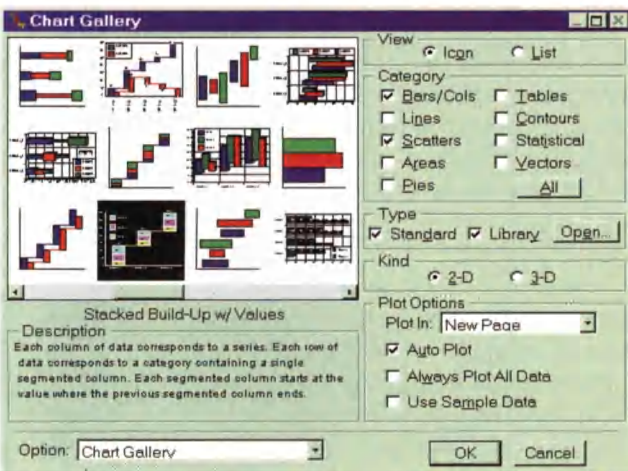 Chart Gallery
View
Icon
List
Category
Bars/Cols
Tables
Lines
Contours
Scatters
Statistical
Areas
Vectors
Pies
All
Type
Standard
Library
Open...
Kind
2-D
3-D
Stacked Build-Up w/ Values
Plot Options
Plot In: New Page
Auto Plot
Always Plot All Data
Use Sample Data
Description
Each column of data corresponds to a series. Each row of
data corresponds to a category containing a single
segmented column. Each segmented column starts at the
value where the previous segmented column ends.
Option: Chart Gallery
OK
Cancel